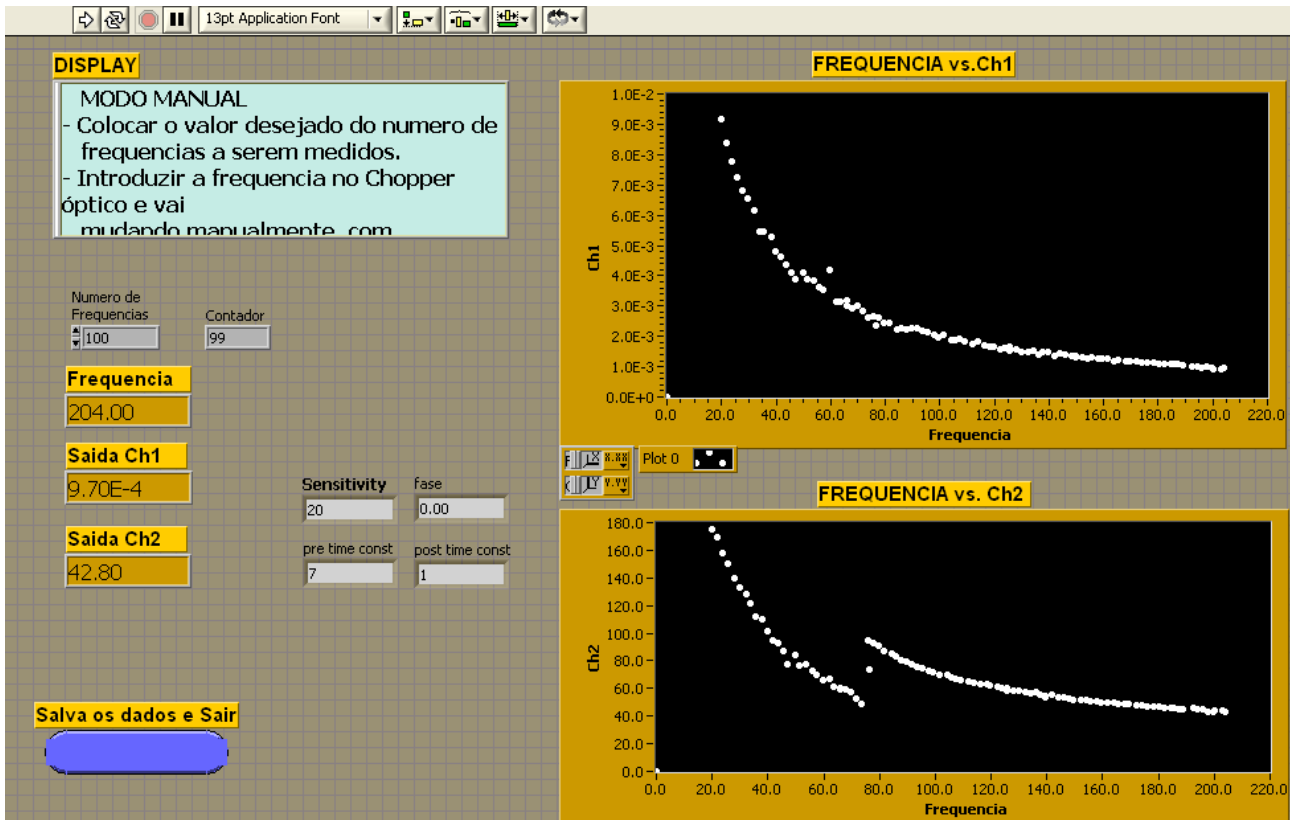 13pt Application Font
DISPLAY
MODO MANUAL
- Colocar o valor desejado do numero de
frequencias a serem medidos.
- Introduzir a frequencia no Chopper
óptico e vai
mudando manualmente, com
Numero de
Frequencias
100
Contador
99
Frequencia
204.00
Saida Ch1
9.70E-4
Saida Ch2
42.80
Sensitivity
20
fase
0.00
pre time const
7
post time const
1
Salva os dados e Sair
FREQUENCIA vs.Ch1
1.0E-2
9.0E-3
8.0E-3
7.0E-3
6.0E-3
5.0E-3
4.0E-3
3.0E-3
2.0E-3
1.0E-3
0.0E+0
Ch1
0.0 20.0 40.0 60.0 80.0 100.0 120.0 140.0 160.0 180.0 200.0 220.0
Frequencia
X.XX
Y.YY
Plot 0
FREQUENCIA vs. Ch2
180.0
160.0
140.0
120.0
100.0
80.0
60.0
40.0
20.0
0.0
Ch2
0.0 20.0 40.0 60.0 80.0 100.0 120.0 140.0 160.0 180.0 200.0 220.0
Frequencia